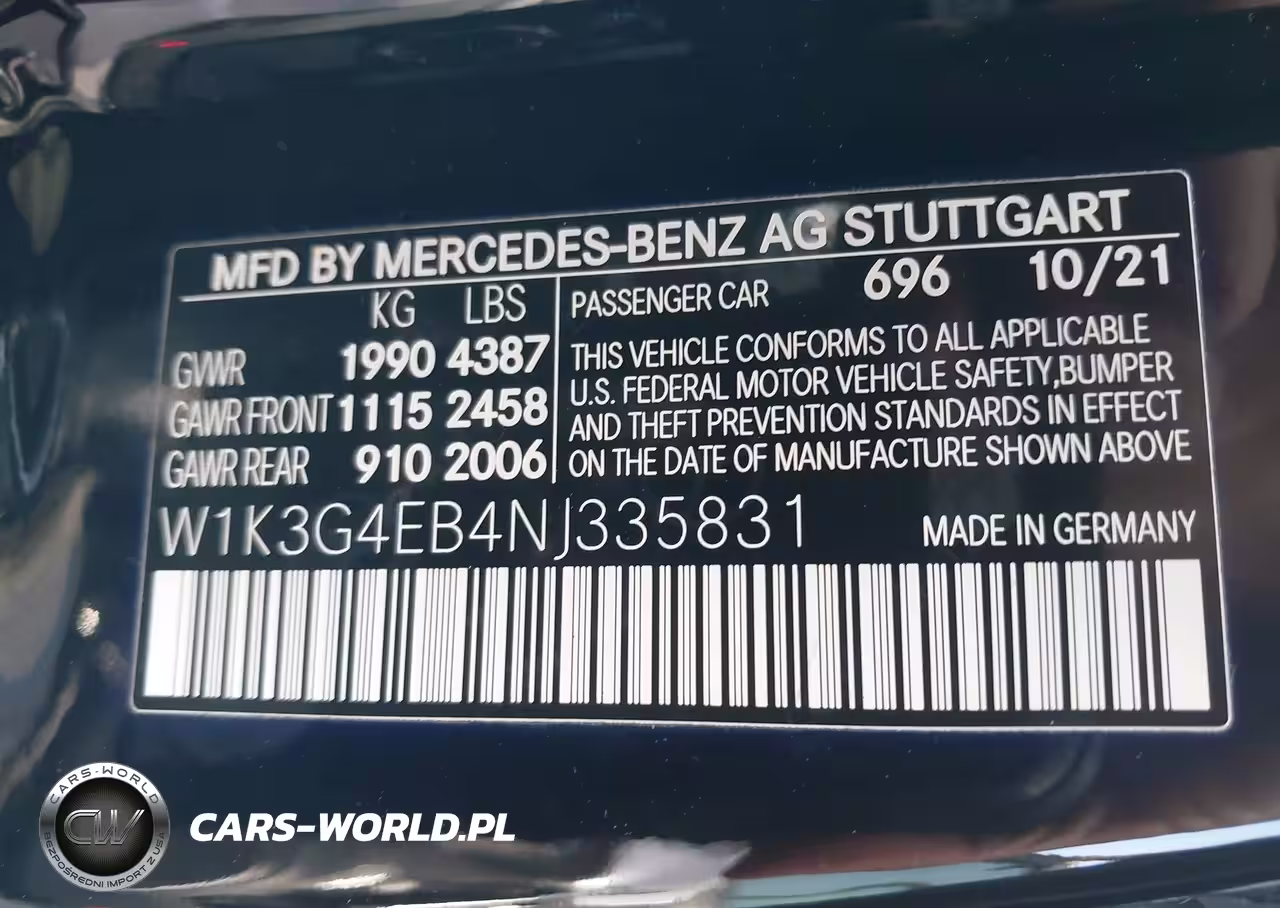 MFD BY MERCEDES-BENZ AG STUTTGART
KG LBS
GVWR 1990 4387
GAWR FRONT 1115 2458
GAWR REAR 910 2006
PASSENGER CAR 696 10/21
THIS VEHICLE CONFORMS TO ALL APPLICABLE
U.S. FEDERAL MOTOR VEHICLE SAFETY,BUMPER
AND THEFT PREVENTION STANDARDS IN EFFECT
ON THE DATE OF MANUFACTURE SHOWN ABOVE
W1K3G4EB4NJ335831 MADE IN GERMANY
CARS-WORLD
CW
BEZPOŚREDNI IMPORT Z USA
CARS-WORLD.PL